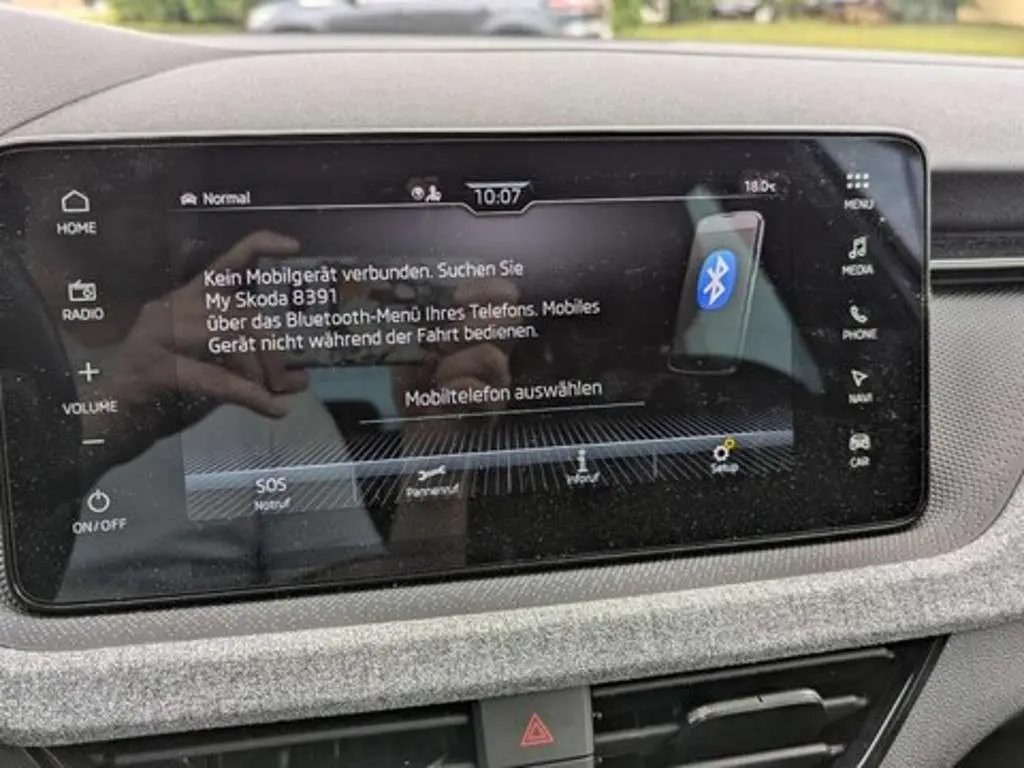 Normal
10:07
18.0°C
HOME
RADIO
VOLUME
ON/OFF
Kein Mobilgerät verbunden. Suchen Sie
My Skoda 8391
über das Bluetooth-Menü Ihres Telefons. Mobiles
Gerät nicht während der Fahrt bedienen.
Mobiltelefon auswählen
SOS
Notruf
Pannenruf
Inforuf
Setup
MENU
MEDIA
PHONE
NAVI
CAR